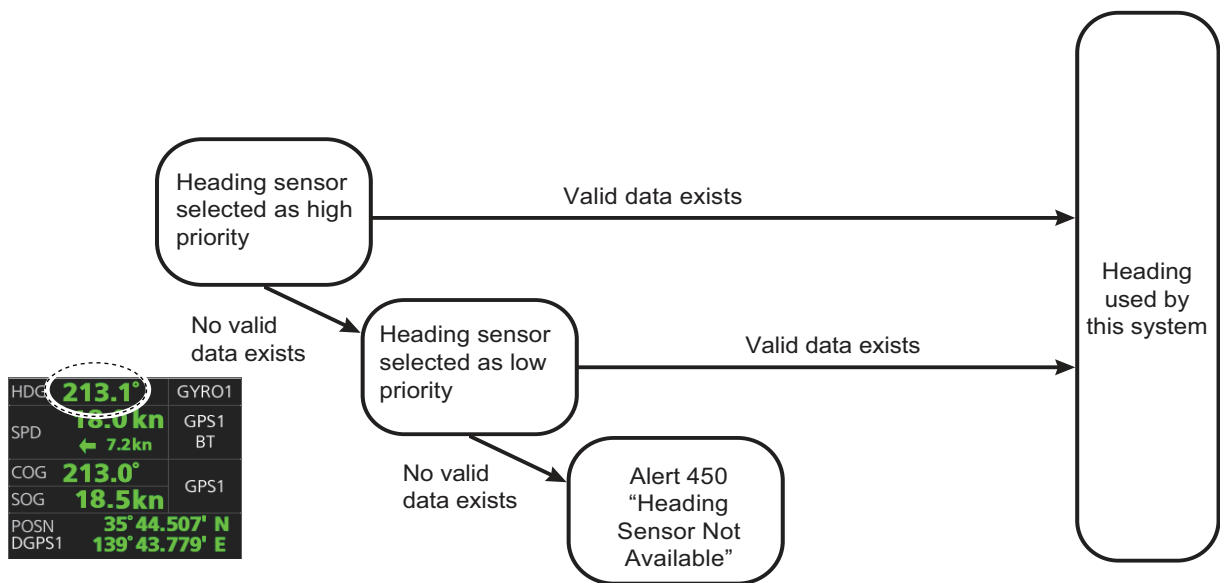 Heading sensor
selected as high
priority
Valid data exists
No valid
data exists
Heading sensor
selected as low
priority
Valid data exists
No valid
data exists
Alert 450
“Heading
Sensor Not
Available”
Heading
used by
this system
HDG 213.1° GYRO1
SPD 18.0 kn GPS1
7.2kn BT
COG 213.0°
GPS1
SOG 18.5kn
POSN 35°44.507' N
DGPS1 139°43.779' E